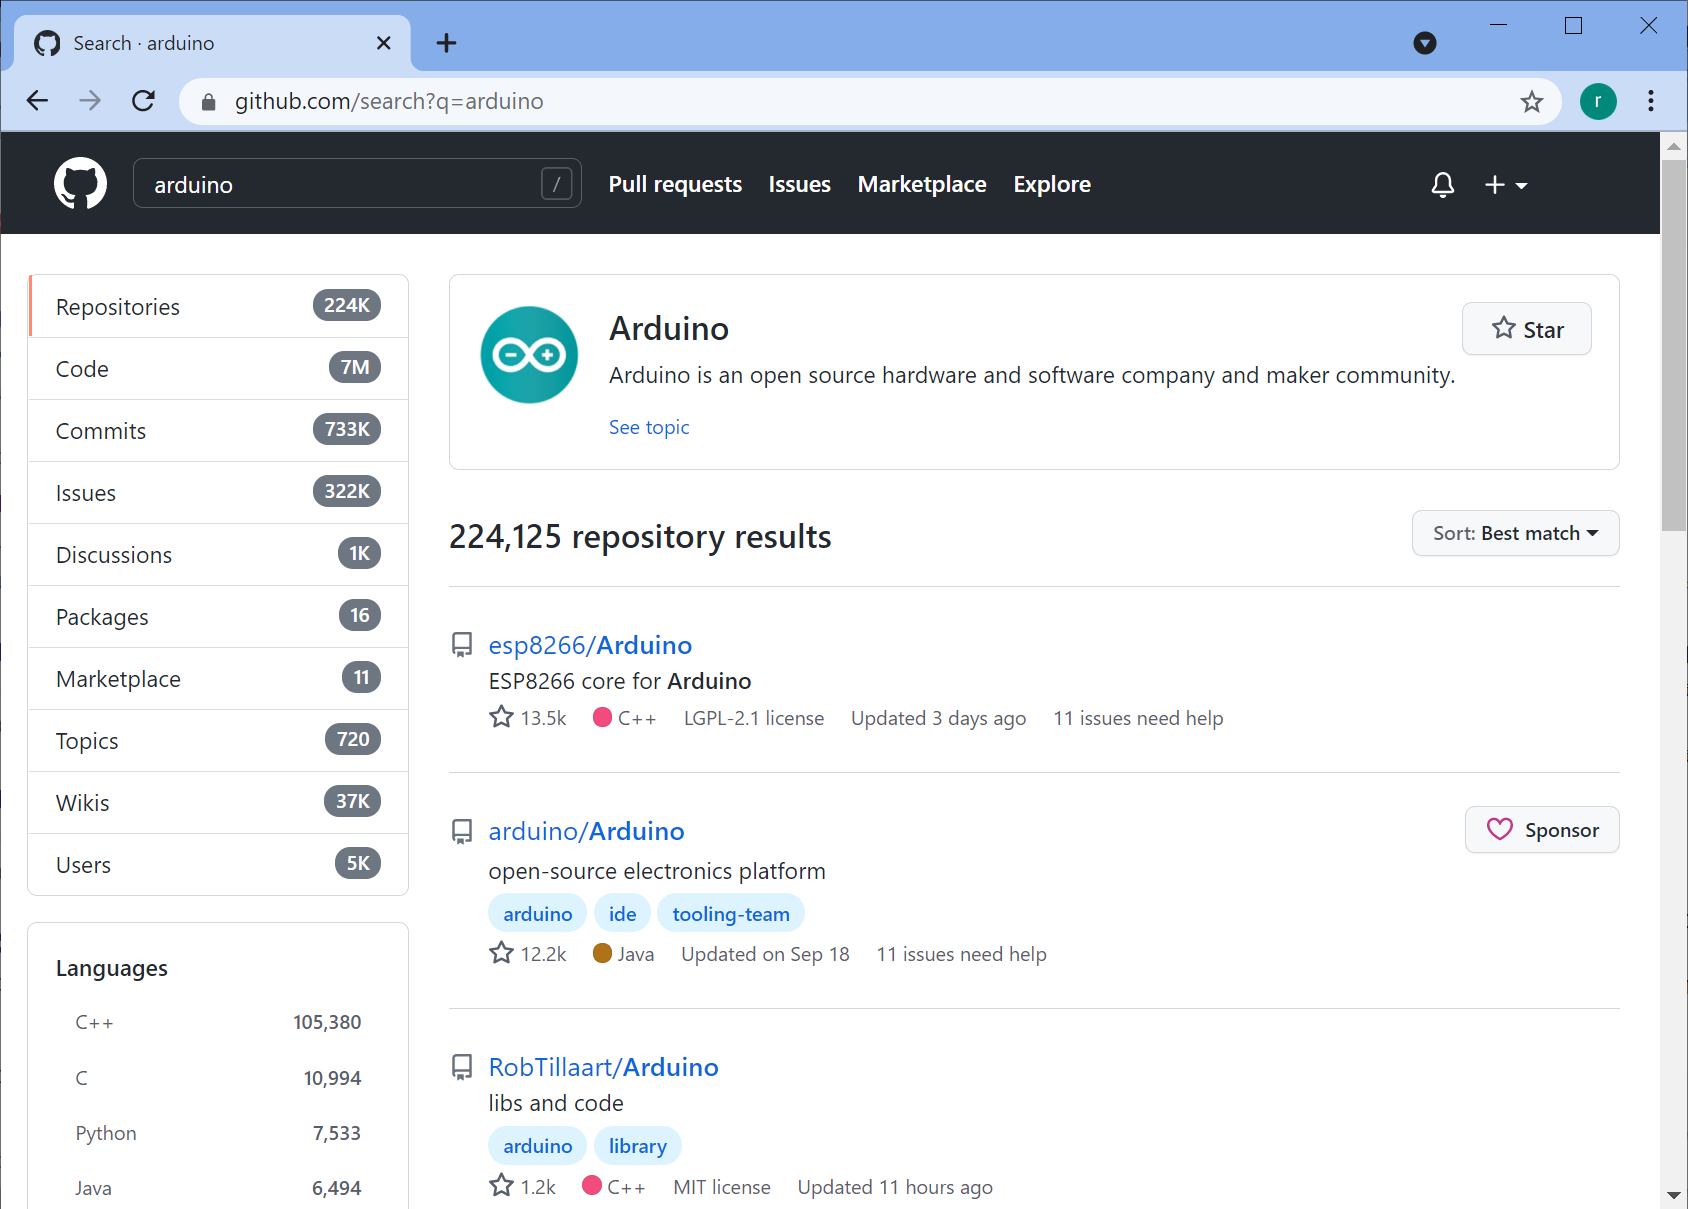 Search · arduino
github.com/search?q=arduino
r
arduino /
Pull requests Issues Marketplace Explore
Repositories 224K
Code 7M
Commits 733K
Issues 322K
Discussions 1K
Packages 16
Marketplace 11
Topics 720
Wikis 37K
Users 5K
Languages
C++ 105,380
C 10,994
Python 7,533
Java 6,494
Arduino
Star
Arduino is an open source hardware and software company and maker community.
See topic
224,125 repository results
Sort: Best match
esp8266/Arduino
ESP8266 core for Arduino
13.5k C++ LGPL-2.1 license Updated 3 days ago 11 issues need help
arduino/Arduino
Sponsor
open-source electronics platform
arduino ide tooling-team
12.2k Java Updated on Sep 18 11 issues need help
RobTillaart/Arduino
libs and code
arduino library
1.2k C++ MIT license Updated 11 hours ago